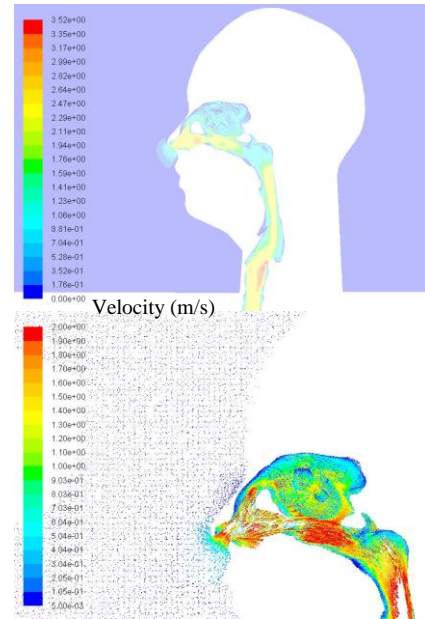 3.52e+00
3.35e+00
3.17e+00
2.99e+00
2.82e+00
2.64e+00
2.47e+00
2.29e+00
2.11e+00
1.94e+00
1.76e+00
1.59e+00
1.41e+00
1.23e+00
1.06e+00
8.81e-01
7.04e-01
5.28e-01
3.52e-01
1.76e-01
0.00e+00
Velocity (m/s)
2.00e+00
1.90e+00
1.80e+00
1.70e+00
1.60e+00
1.50e+00
1.40e+00
1.30e+00
1.20e+00
1.10e+00
1.00e+00
9.03e-01
8.03e-01
7.03e-01
6.04e-01
5.04e-01
4.04e-01
3.04e-01
2.05e-01
1.05e-01
5.00e-03